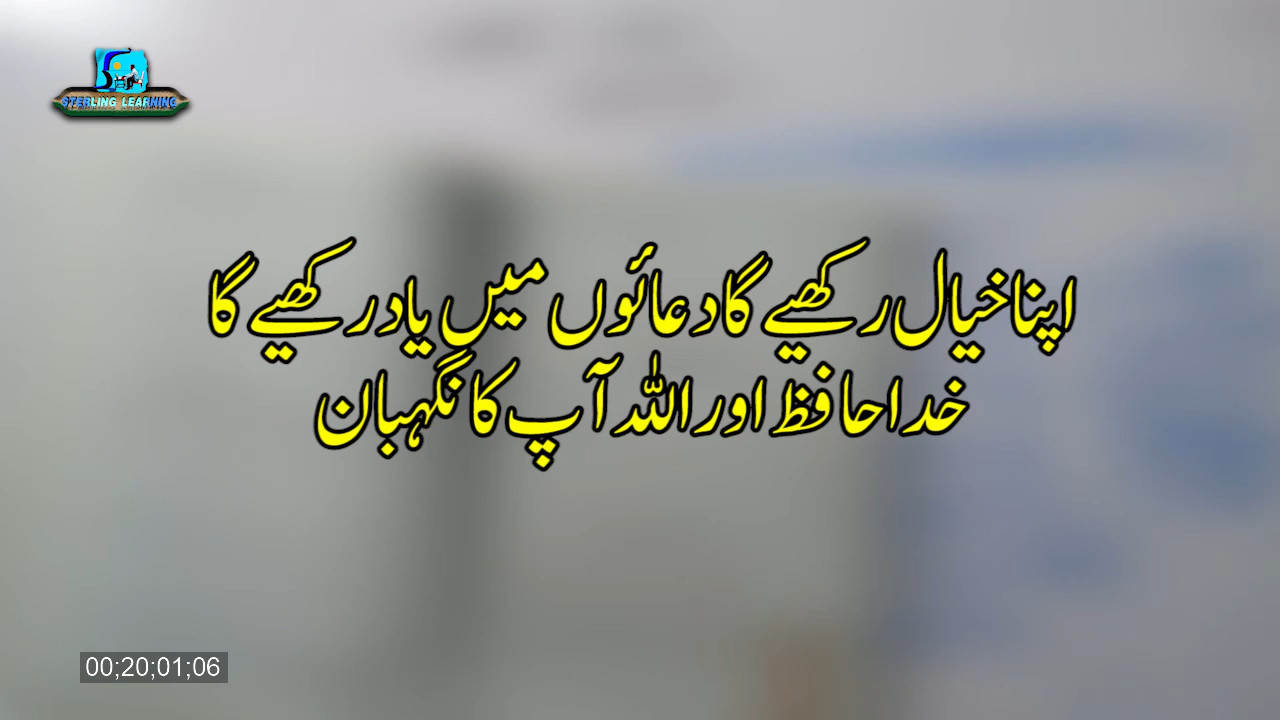 STERLING LEARNING
اپنا خیال رکھیے گا دعائوں میں یاد رکھیے گا
خدا حافظ اور اللہ آپ کا نگہبان
00;20;01;06